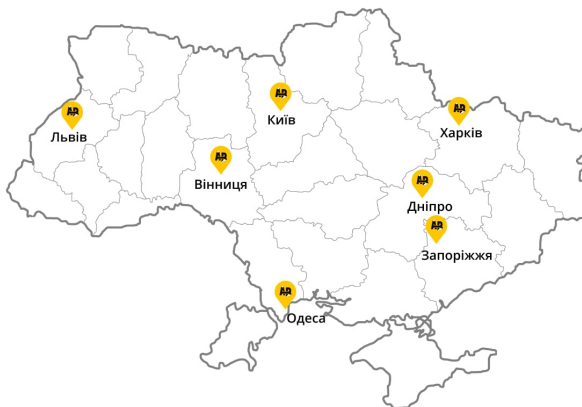 Київ
Львів
Харків
Вінниця
Дніпро
Запоріжжя
Одеса